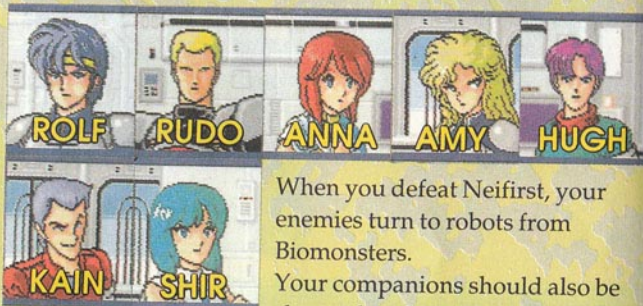 ROLF RUDO ANNA AMY HUGH
KAIN SHIR
When you defeat Neifirst, your
enemies turn to robots from
Biomonsters.
Your companions should also be